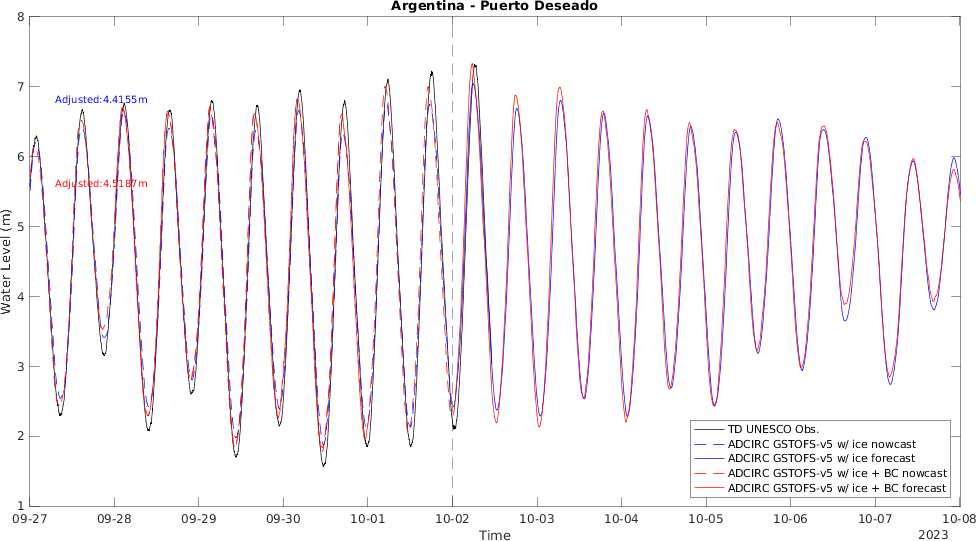 Argentina - Puerto Deseado
8
7
6
5
4
3
2
1
Water Level (m)
Adjusted:4.4155m
Adjusted:4.5187m
TD UNESCO Obs.
ADCIRC GSTOFS-v5 w/ ice nowcast
ADCIRC GSTOFS-v5 w/ ice forecast
ADCIRC GSTOFS-v5 w/ ice + BC nowcast
ADCIRC GSTOFS-v5 w/ ice + BC forecast
09-27 09-28 09-29 09-30 10-01 10-02 10-03 10-04 10-05 10-06 10-07 10-08
Time
2023